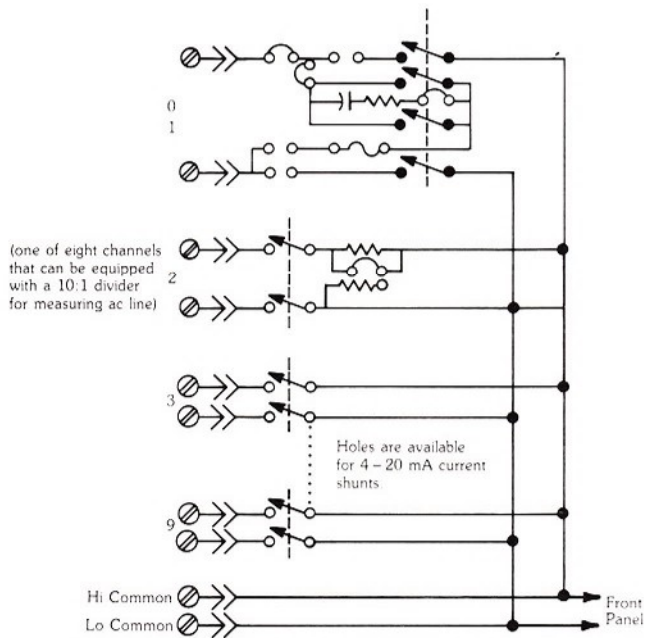 0
1
(one of eight channels
that can be equipped
with a 10:1 divider
for measuring ac line)
2
3
Holes are available
for 4 – 20 mA current
shunts.
9
Hi Common
Lo Common
Front
Panel